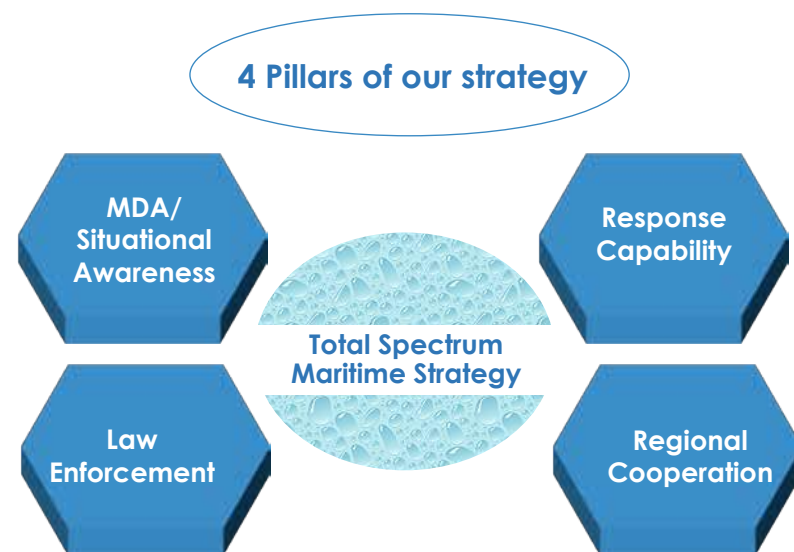 4 Pillars of our strategy
MDA/
Situational
Awareness
Response
Capability
Total Spectrum
Maritime Strategy
Law
Enforcement
Regional
Cooperation